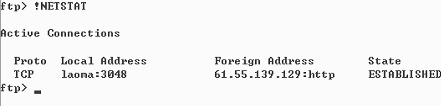 ftp> !NETSTAT
Active Connections
Proto  Local Address          Foreign Address        State
TCP    laoma:3048             61.55.139.129:http     ESTABLISHED
ftp> _